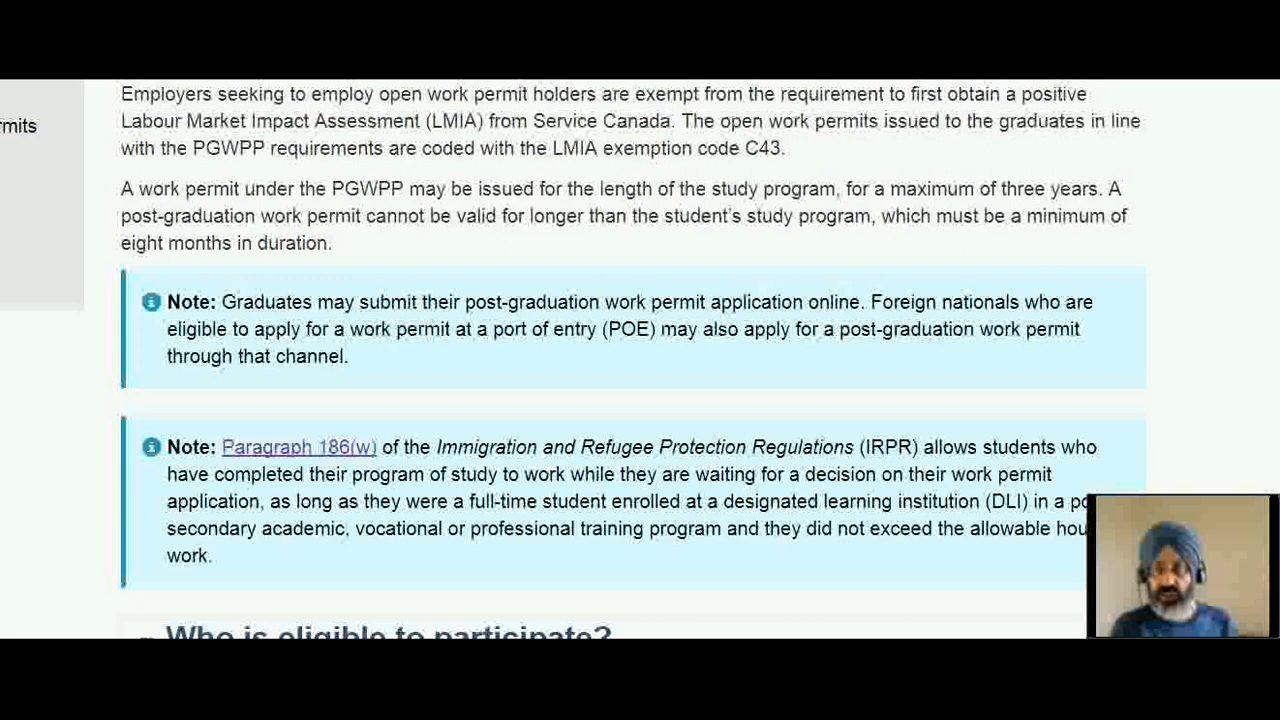 Employers seeking to employ open work permit holders are exempt from the requirement to first obtain a positive
rmits
Labour Market Impact Assessment (LMIA) from Service Canada. The open work permits issued to the graduates in line
with the PGWPP requirements are coded with the LMIA exemption code C43.
A work permit under the PGWPP may be issued for the length of the study program, for a maximum of three years. A
post-graduation work permit cannot be valid for longer than the student's study program, which must be a minimum of
eight months in duration.
Note: Graduates may submit their post-graduation work permit application online. Foreign nationals who are
eligible to apply for a work permit at a port of entry (POE) may also apply for a post-graduation work permit
through that channel.
Note: Paragraph 186(w) of the Immigration and Refugee Protection Regulations (IRPR) allows students who
have completed their program of study to work while they are waiting for a decision on their work permit
application, as long as they were a full-time student enrolled at a designated learning institution (DLI) in a
secondary academic, vocational or professional training program and they did not exceed the allowable
work.
Who is eligible to participate?